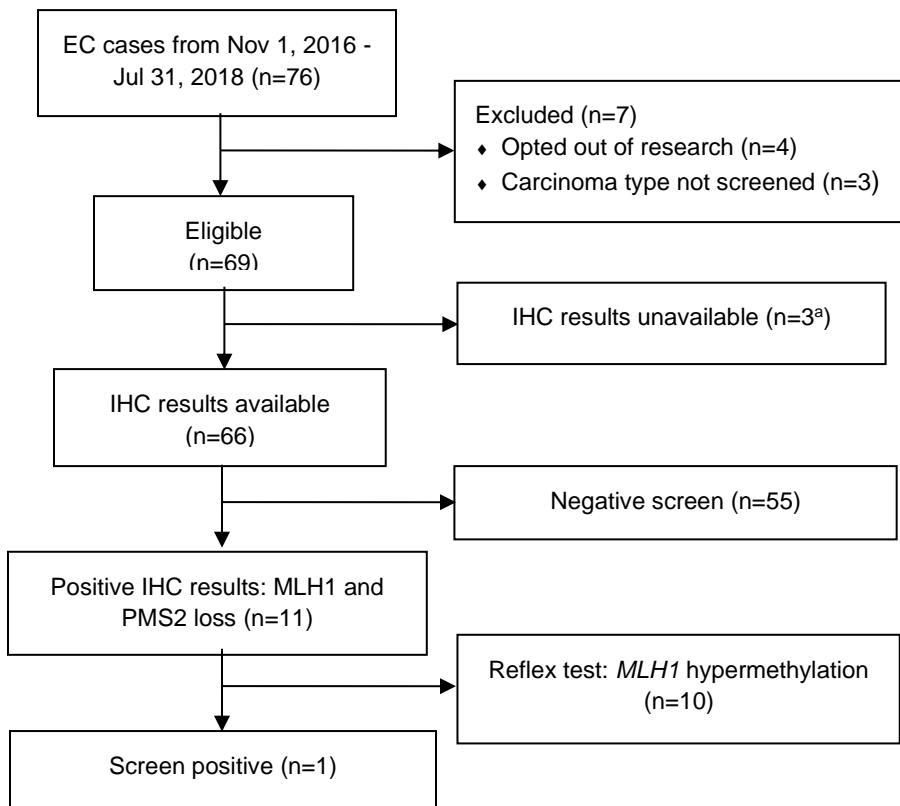 EC cases from Nov 1, 2016 -
Jul 31, 2018 (n=76)
Excluded (n=7)
♦ Opted out of research (n=4)
♦ Carcinoma type not screened (n=3)
Eligible
(n=69)
IHC results unavailable (n=3ᵃ)
IHC results available
(n=66)
Negative screen (n=55)
Positive IHC results: MLH1 and
PMS2 loss (n=11)
Reflex test: MLH1 hypermethylation
(n=10)
Screen positive (n=1)